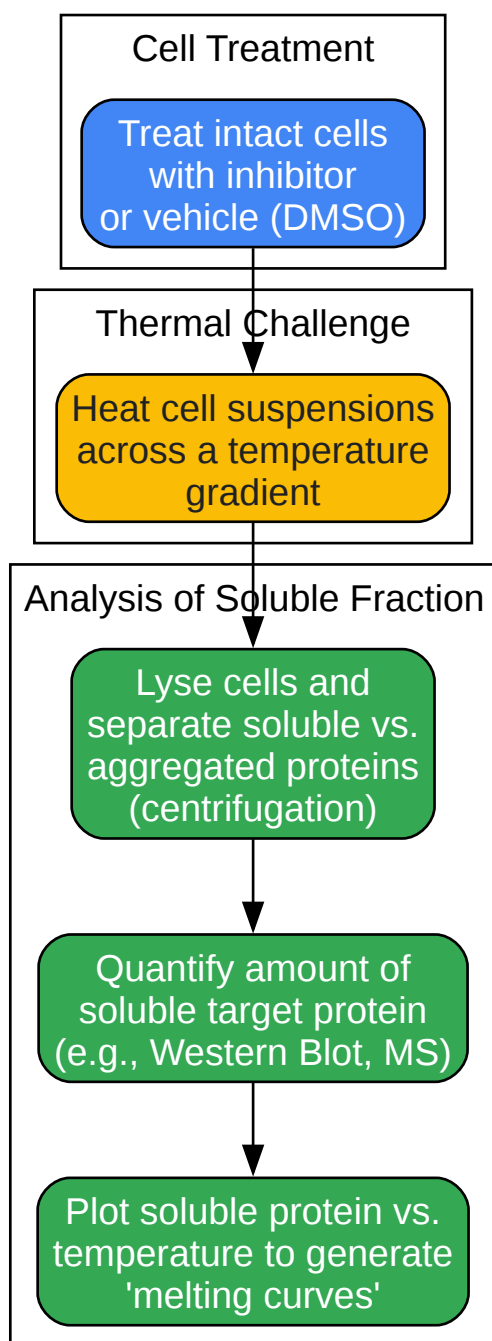 Cell Treatment
Treat intact cells
with inhibitor
or vehicle (DMSO)
Thermal Challenge
Heat cell suspensions
across a temperature
gradient
Analysis of Soluble Fraction
Lyse cells and
separate soluble vs.
aggregated proteins
(centrifugation)
Quantify amount of
soluble target protein
(e.g., Western Blot, MS)
Plot soluble protein vs.
temperature to generate
'melting curves'